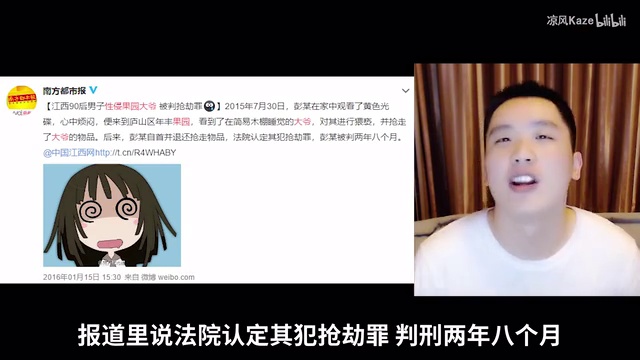 凉风Kaze bilibili
南方都市报
【江西90后男子性侵果园大爷 被判抢劫罪】2015年7月30日,彭某在家中观看了黄色光
碟,心中烦闷,便来到庐山区年丰果园,看到了在简易木棚睡觉的大爷,对其进行猥亵,并抢走
了大爷的物品。后来,彭某自首并退还抢走物品,法院认定其犯抢劫罪,彭某被判两年八个月。
@中国江西网http://t.cn/R4WHABY
2016年01月15日 15:30 来自 微博 weibo.com
报道里说法院认定其犯抢劫罪 判刑两年八个月